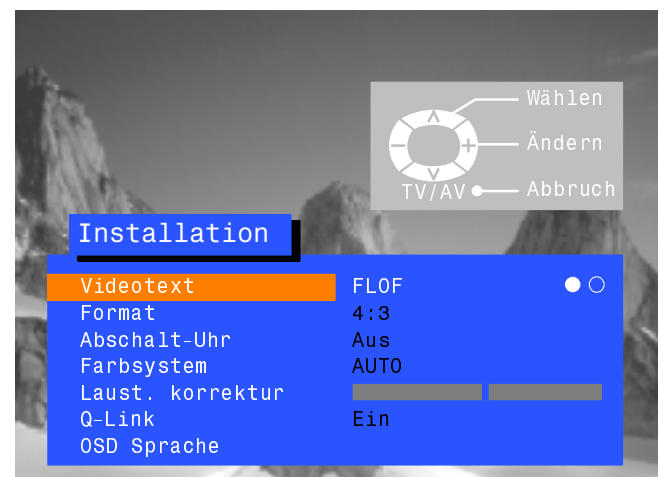 Wählen
Ändern
TV/AV Abbruch
Installation
Videotext FLOF
Format 4:3
Abschalt-Uhr Aus
Farbsystem AUTO
Laust. korrektur
Q-Link Ein
OSD Sprache